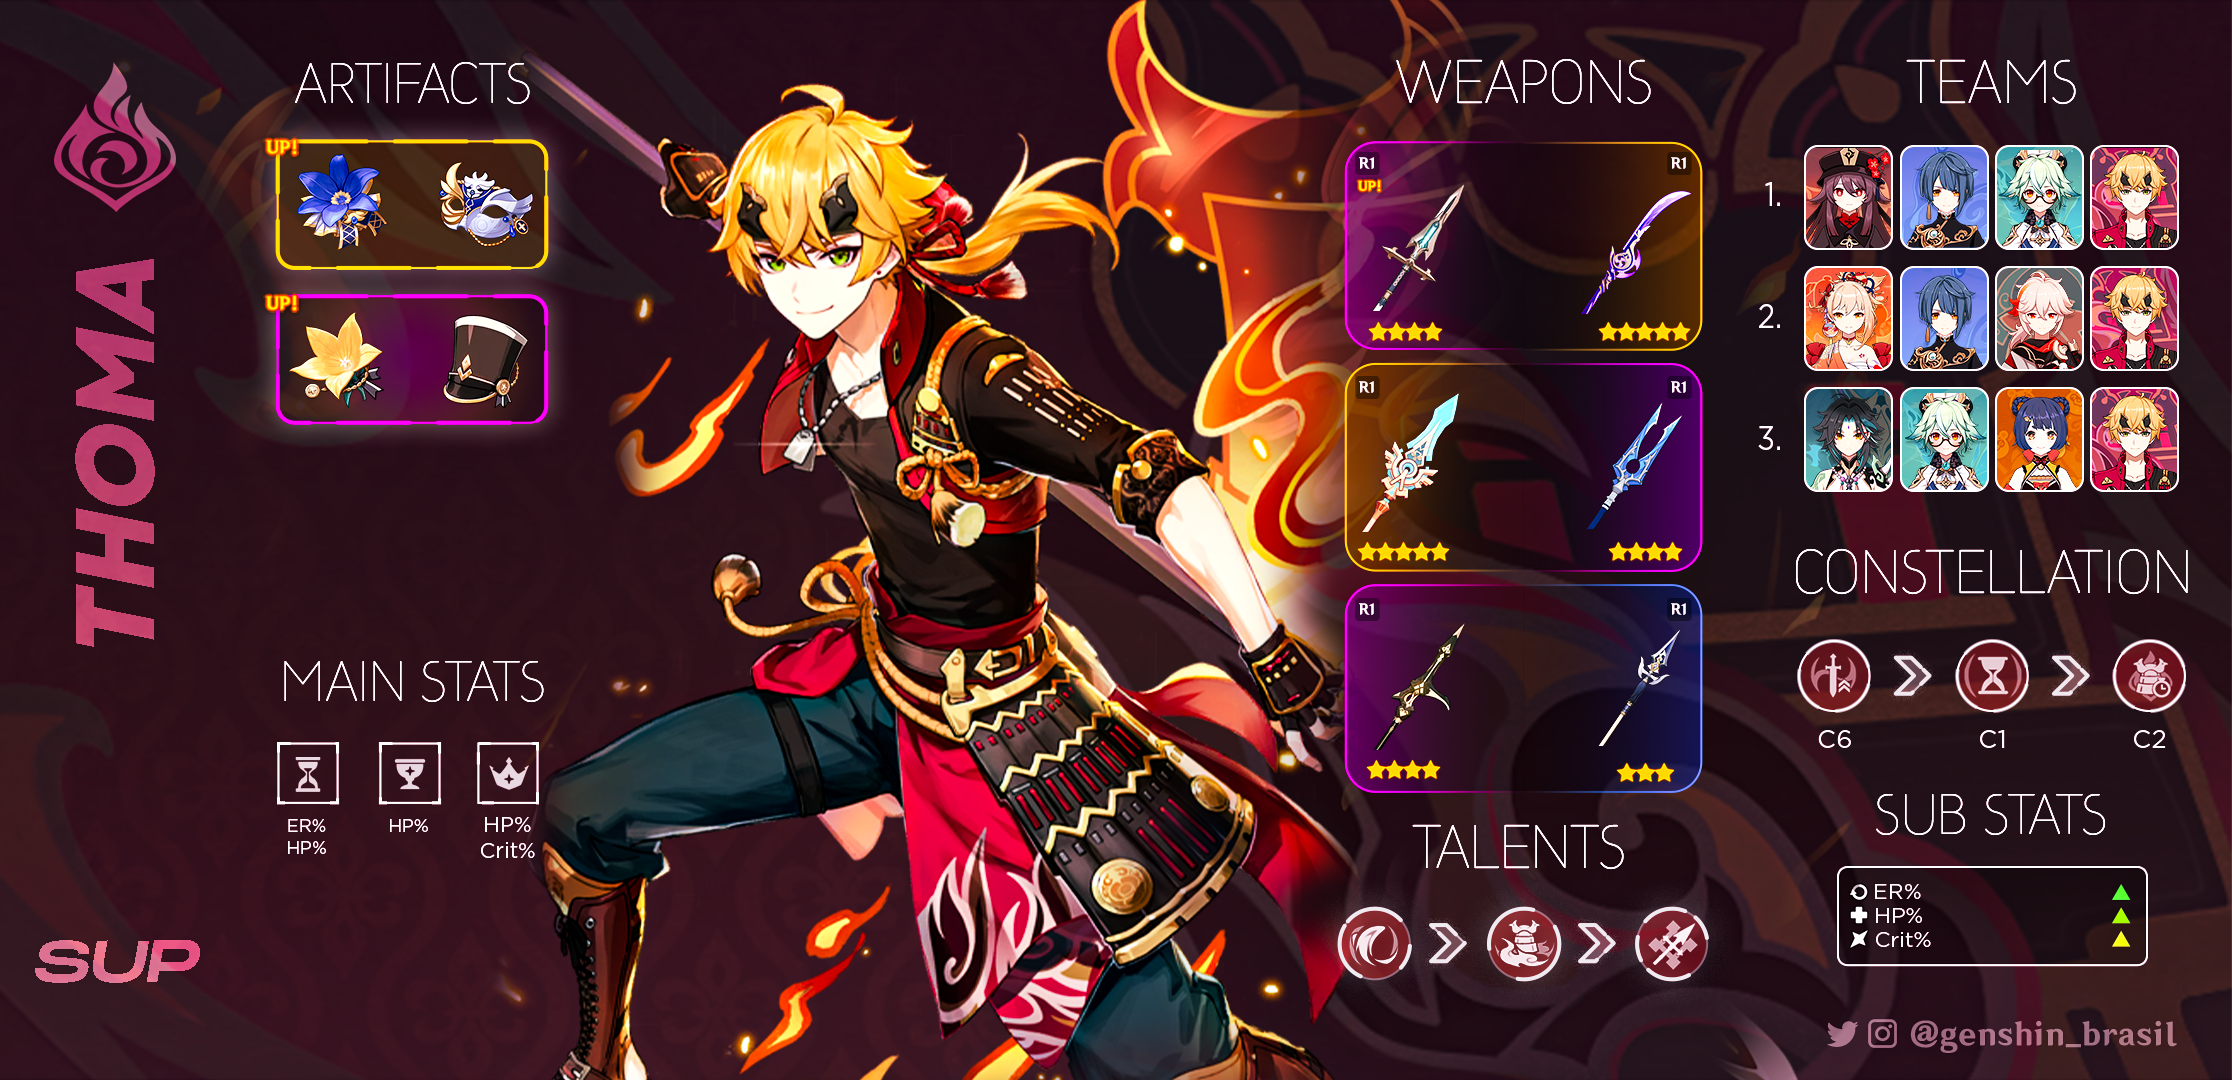 THOMA
SUP
ARTIFACTS
UP!
UP!
MAIN STATS
ER%
HP%
HP%
HP%
Crit%
WEAPONS
R1
UP!
R1
R1
R1
R1
R1
TALENTS
TEAMS
1.
2.
3.
CONSTELLATION
C6
C1
C2
SUB STATS
ER%
HP%
Crit%
@genshin_brasil